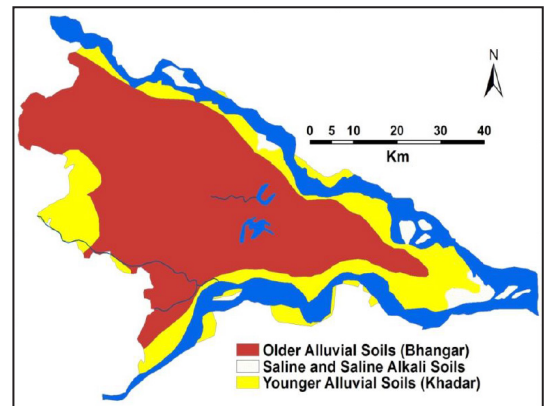 N
0 5 10 20 30 40
Km
Older Alluvial Soils (Bhangar)
Saline and Saline Alkali Soils
Younger Alluvial Soils (Khadar)